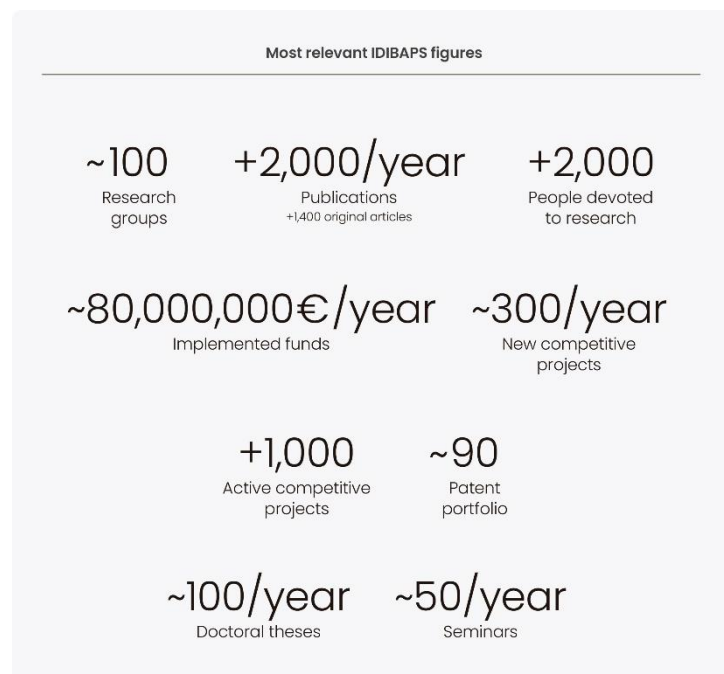 Most relevant IDIBAPS figures
~100
Research
groups
+2,000/year
Publications
+1,400 original articles
+2,000
People devoted
to research
~80,000,000€/year
Implemented funds
~300/year
New competitive
projects
+1,000
Active competitive
projects
~90
Patent
portfolio
~100/year
Doctoral theses
~50/year
Seminars